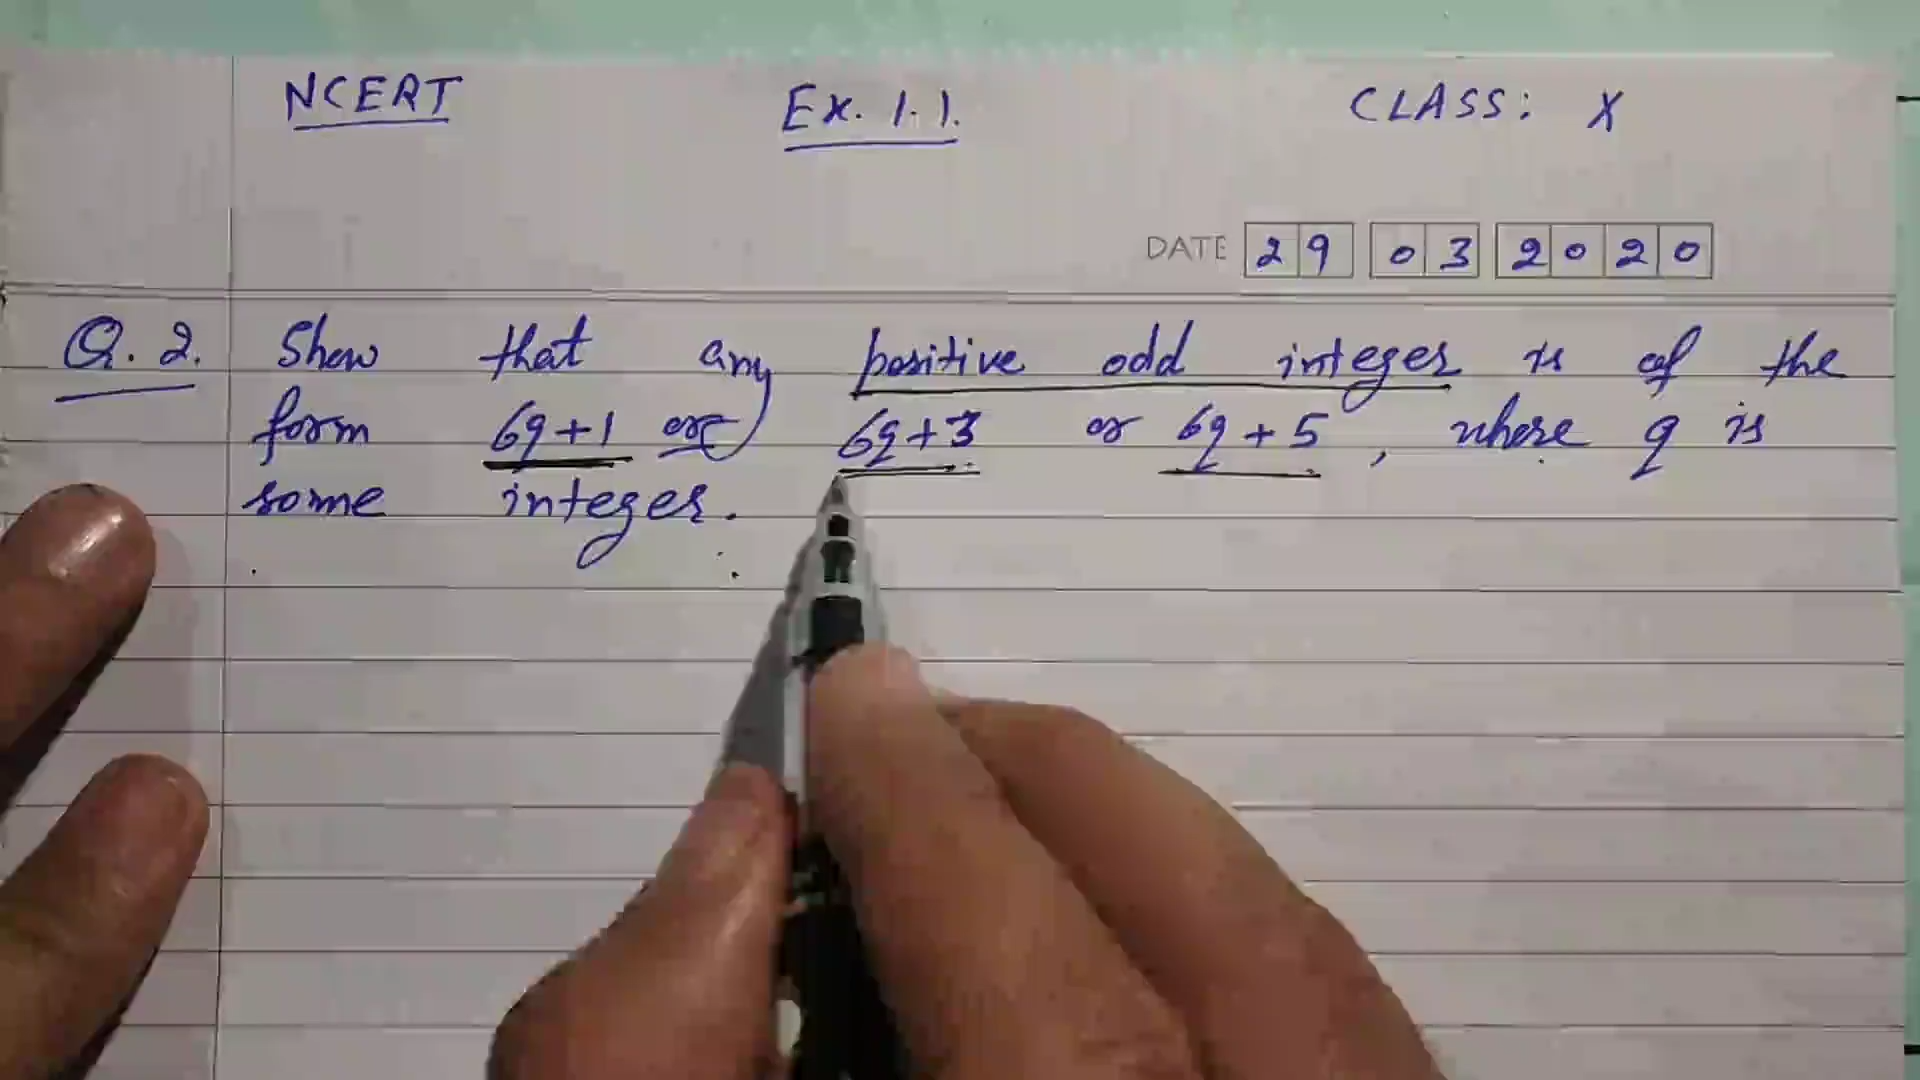 NCERT Ex. 1.1. CLASS: X
DATE 29 03 2020
Q. 2. Show that any positive odd integer is of the
form 6q+1 or 6q+3 or 6q+5, where q is
some integer.